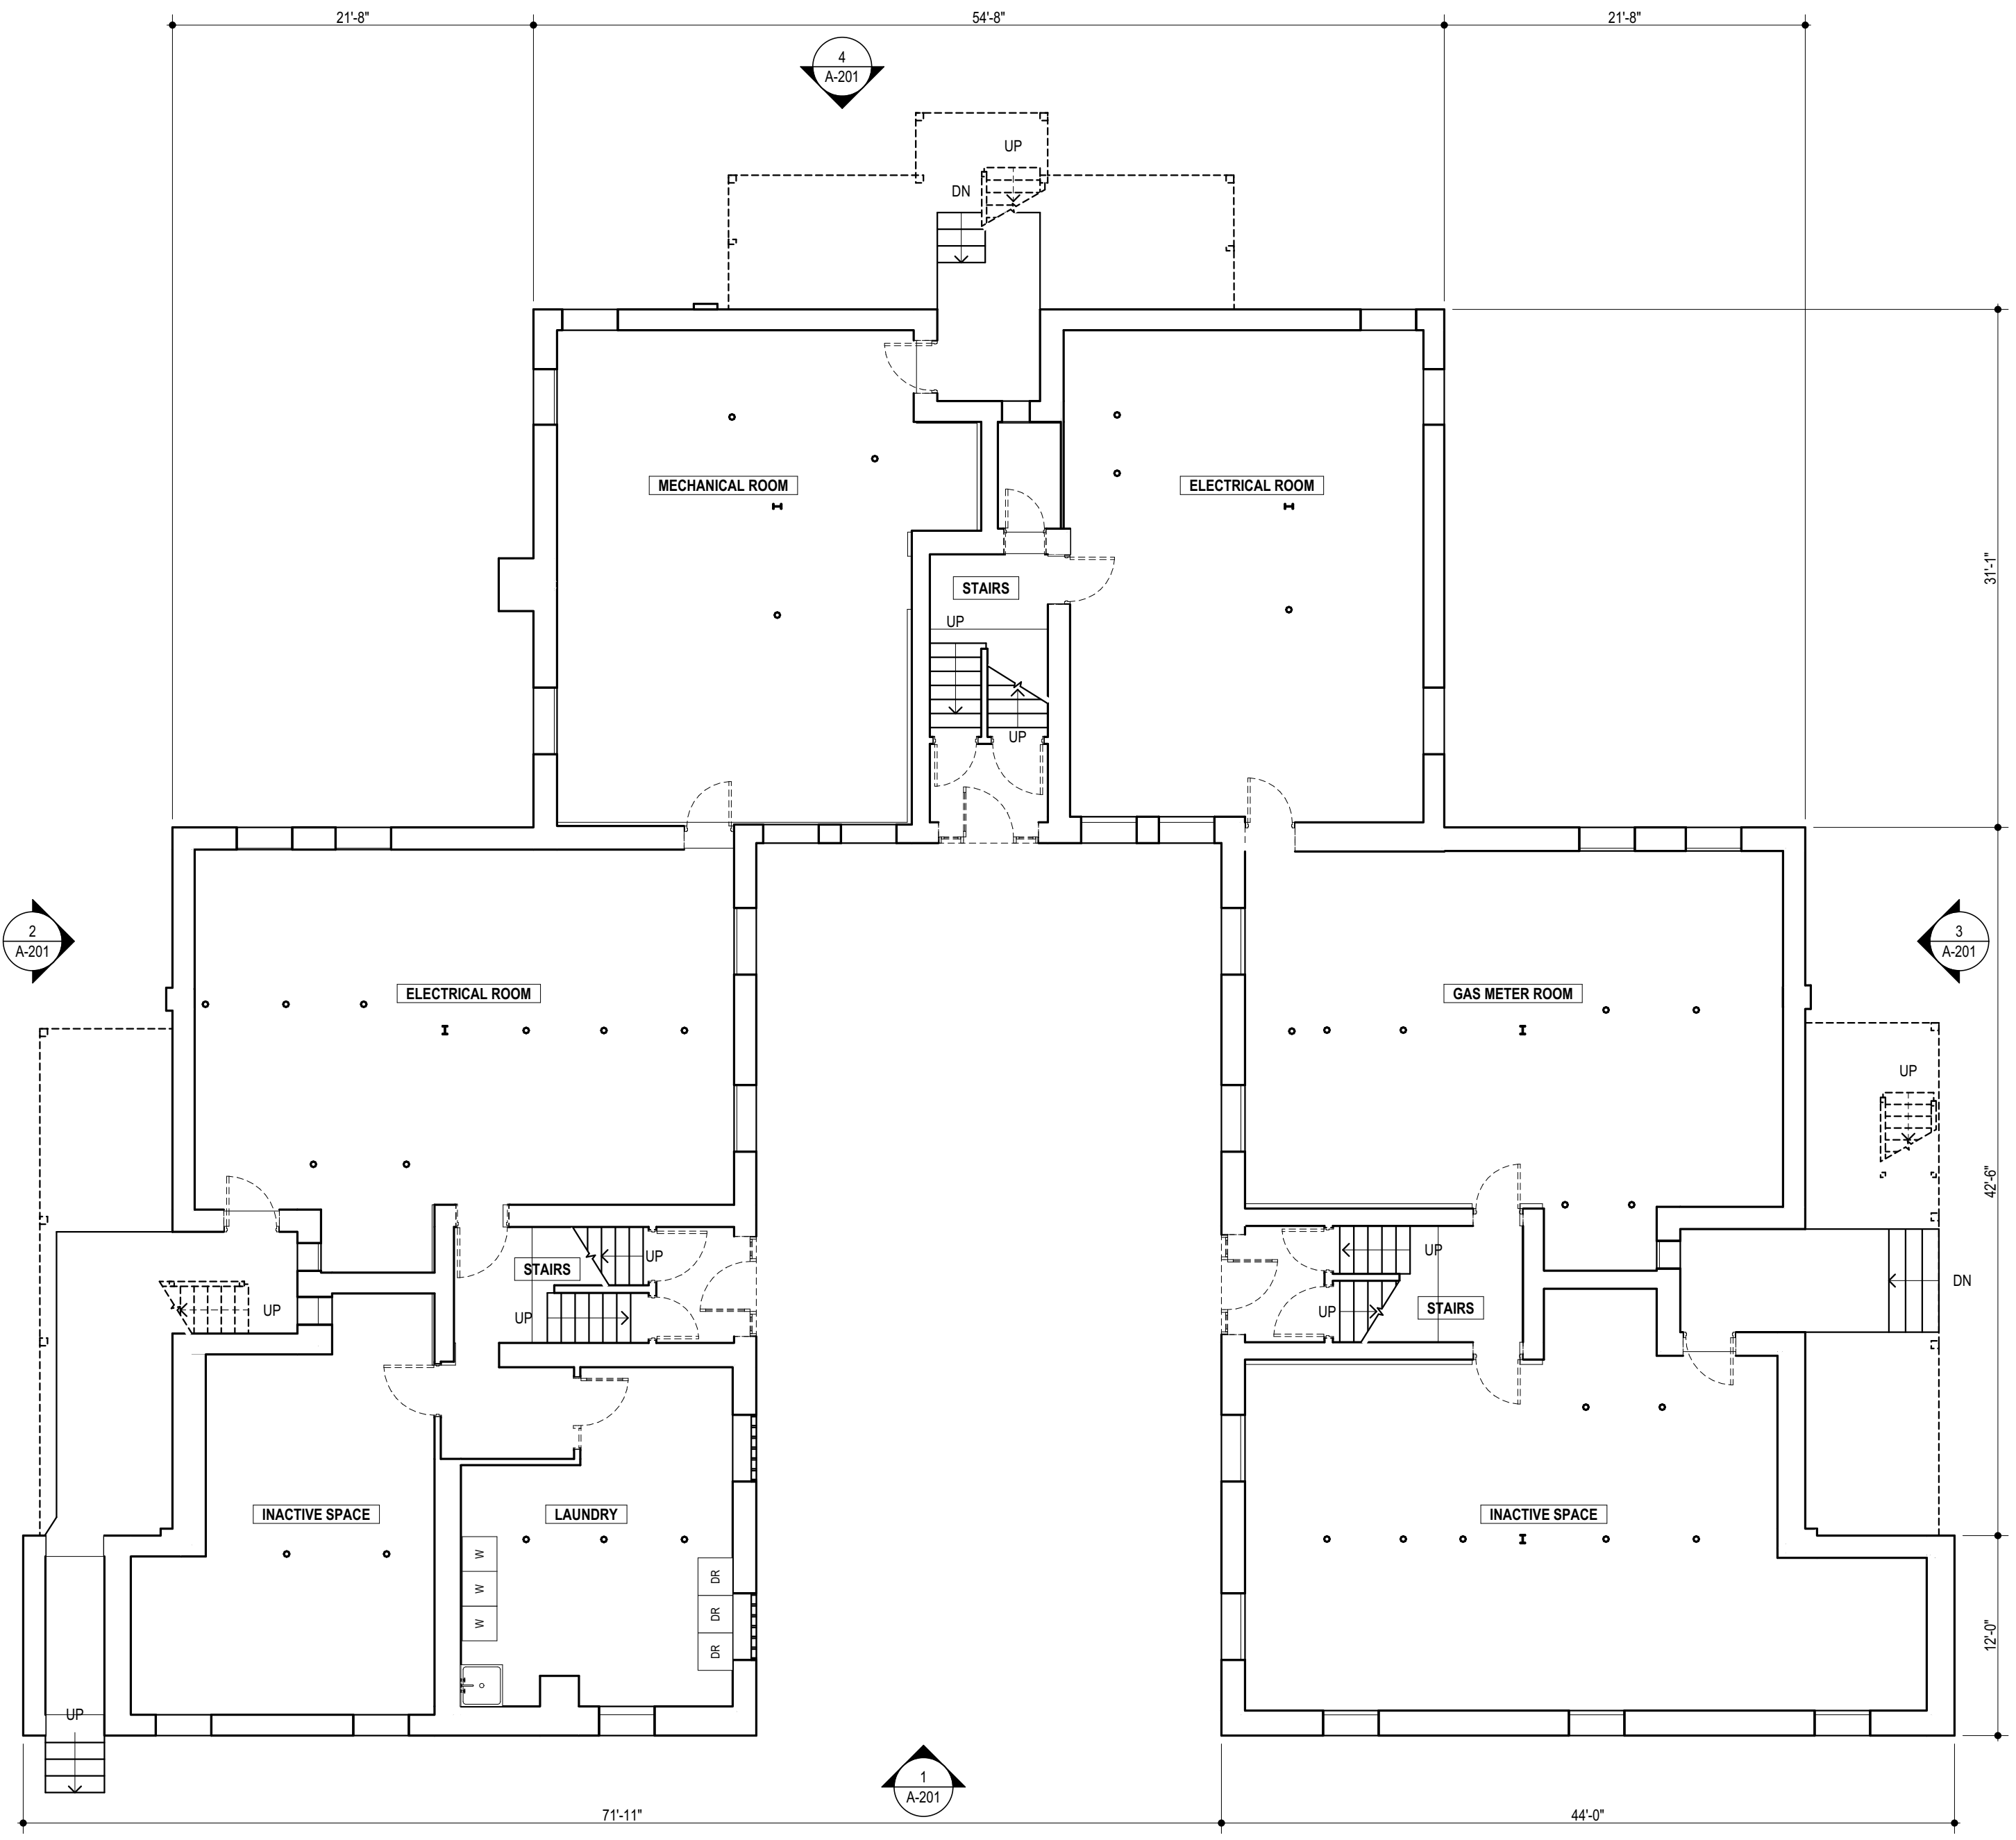 21'-8"
54'-8"
21'-8"
4
A-201
UP
DN
MECHANICAL ROOM
ELECTRICAL ROOM
31'-1"
STAIRS
UP
UP
2
A-201
3
A-201
ELECTRICAL ROOM
GAS METER ROOM
UP
42'-6"
UP
STAIRS
UP
DN
UP
UP
UP
STAIRS
INACTIVE SPACE
LAUNDRY
INACTIVE SPACE
W
W
W
DR
DR
DR
12'-0"
UP
1
A-201
71'-11"
44'-0"